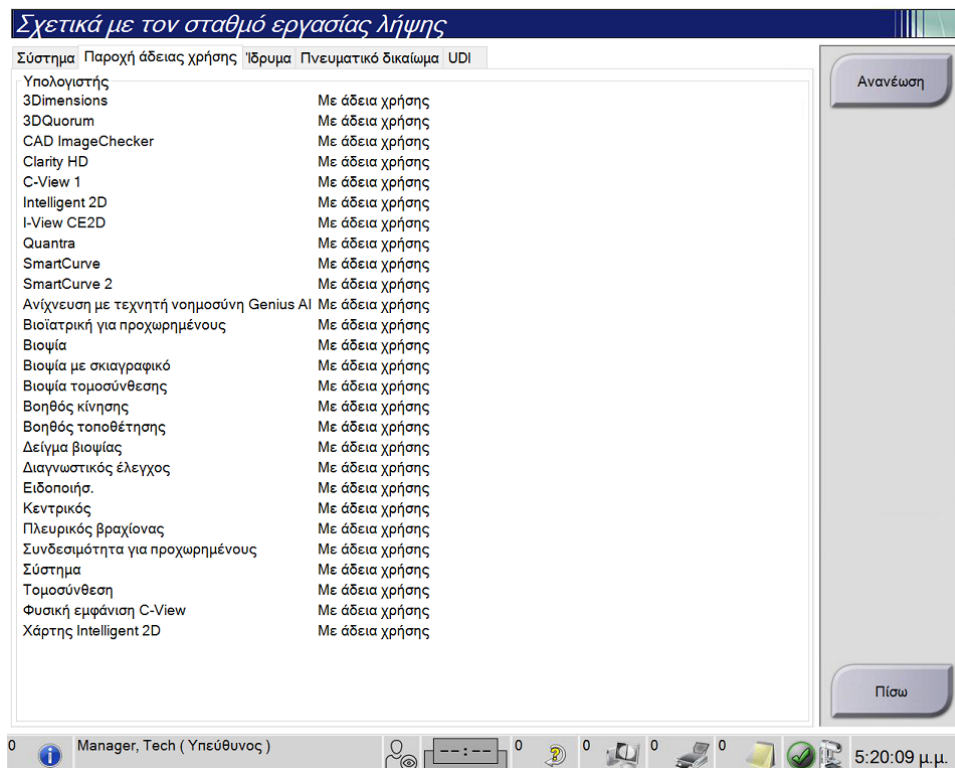 Σχετικά με τον σταθμό εργασίας λήψης
Σύστημα Παροχή άδειας χρήσης Ίδρυμα Πνευματικό δικαίωμα UDI
Ανανέωση
Υπολογιστής
3Dimensions Με άδεια χρήσης
3DQuorum Με άδεια χρήσης
CAD ImageChecker Με άδεια χρήσης
Clarity HD Με άδεια χρήσης
C-View 1 Με άδεια χρήσης
Intelligent 2D Με άδεια χρήσης
I-View CE2D Με άδεια χρήσης
Quantra Με άδεια χρήσης
SmartCurve Με άδεια χρήσης
SmartCurve 2 Με άδεια χρήσης
Ανίχνευση με τεχνητή νοημοσύνη Genius AI Με άδεια χρήσης
Βιοϊατρική για προχωρημένους Με άδεια χρήσης
Βιοψία Με άδεια χρήσης
Βιοψία με σκιαγραφικό Με άδεια χρήσης
Βιοψία τομοσύνθεσης Με άδεια χρήσης
Βοηθός κίνησης Με άδεια χρήσης
Βοηθός τοποθέτησης Με άδεια χρήσης
Δείγμα βιοψίας Με άδεια χρήσης
Διαγνωστικός έλεγχος Με άδεια χρήσης
Ειδοποιήσ. Με άδεια χρήσης
Κεντρικός Με άδεια χρήσης
Πλευρικός βραχίονας Με άδεια χρήσης
Συνδεσιμότητα για προχωρημένους Με άδεια χρήσης
Σύστημα Με άδεια χρήσης
Τομοσύνθεση Με άδεια χρήσης
Φυσική εμφάνιση C-View Με άδεια χρήσης
Χάρτης Intelligent 2D Με άδεια χρήσης
Πίσω
0 Manager, Tech ( Υπεύθυνος ) --:-- 0 0 0 0 5:20:09 μ.μ.